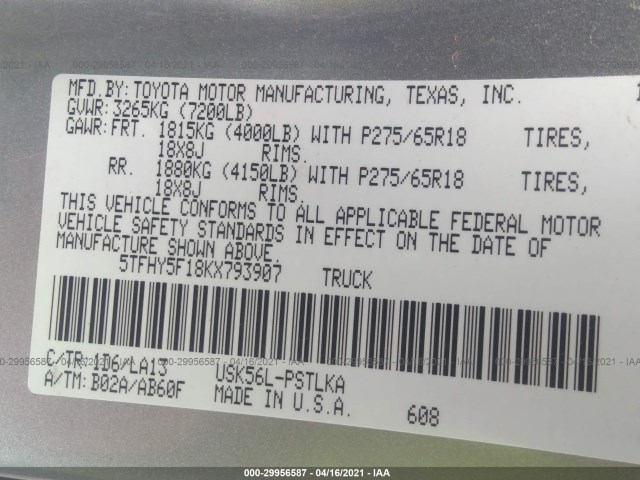 MFD.BY:TOYOTA MOTOR MANUFACTURING, TEXAS, INC.
GVWR:3265KG (7200LB)
GAWR:FRT. 1815KG (4000LB) WITH P275/65R18 TIRES,
18X8J RIMS.
RR. 1880KG (4150LB) WITH P275/65R18 TIRES,
18X8J RIMS.
THIS VEHICLE CONFORMS TO ALL APPLICABLE FEDERAL MOTOR
VEHICLE SAFETY STANDARDS IN EFFECT ON THE DATE OF
MANUFACTURE SHOWN ABOVE.
5TFHY5F18KX793907 TRUCK
C/TR:1J6/LA13 USK56L-PSTLKA
A/TM:B02A/AB60F MADE IN U.S.A. 608
000-29956587 - 04/16/2021 - IAA